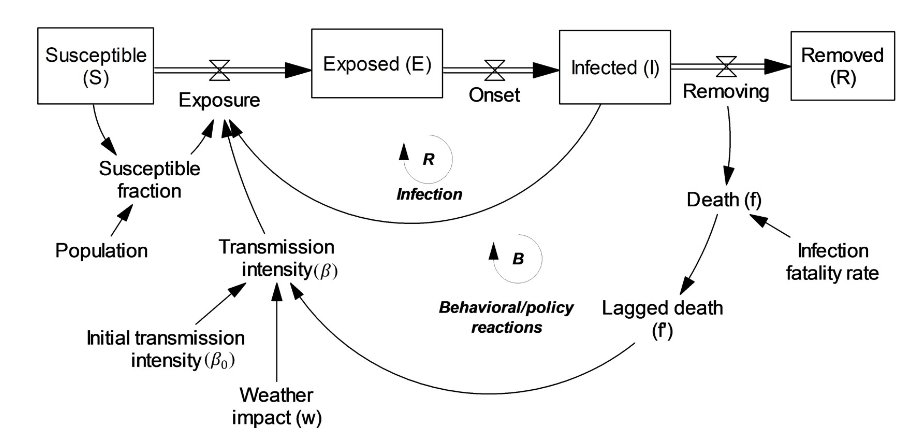 Susceptible
(S)
Exposed (E)
Infected (I)
Removed
(R)
Exposure
Onset
Removing
Susceptible
fraction
R
Infection
Death (f)
Population
Transmission
intensity(β)
B
Infection
fatality rate
Behavioral/policy
reactions
Lagged death
(f')
Initial transmission
intensity(β₀)
Weather
impact (w)